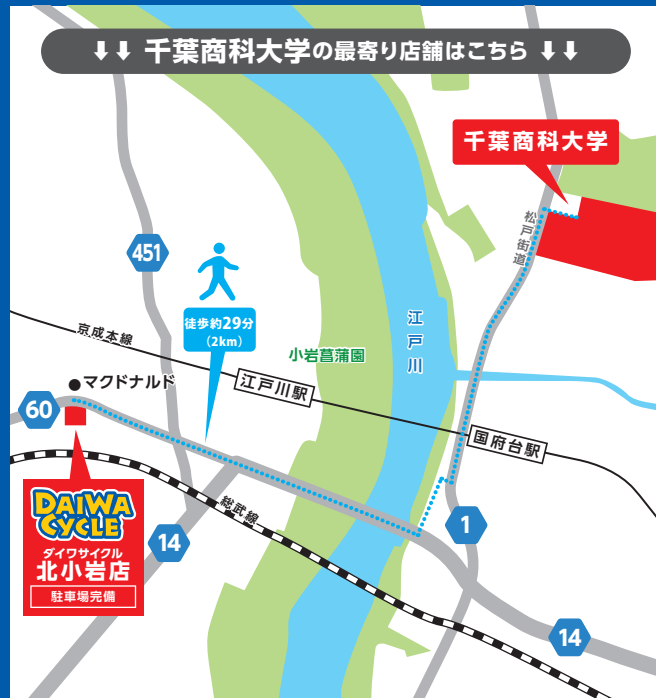 ↓↓ 千葉商科大学の最寄り店舗はこちら ↓↓
千葉商科大学
松戸街道
451
徒歩約29分
(2km)
京成本線
小岩菖蒲園
江戸川
マクドナルド
江戸川駅
60
国府台駅
DAIWA
CYCLE
ダイワサイクル
北小岩店
駐車場完備
総武線
14
1
14